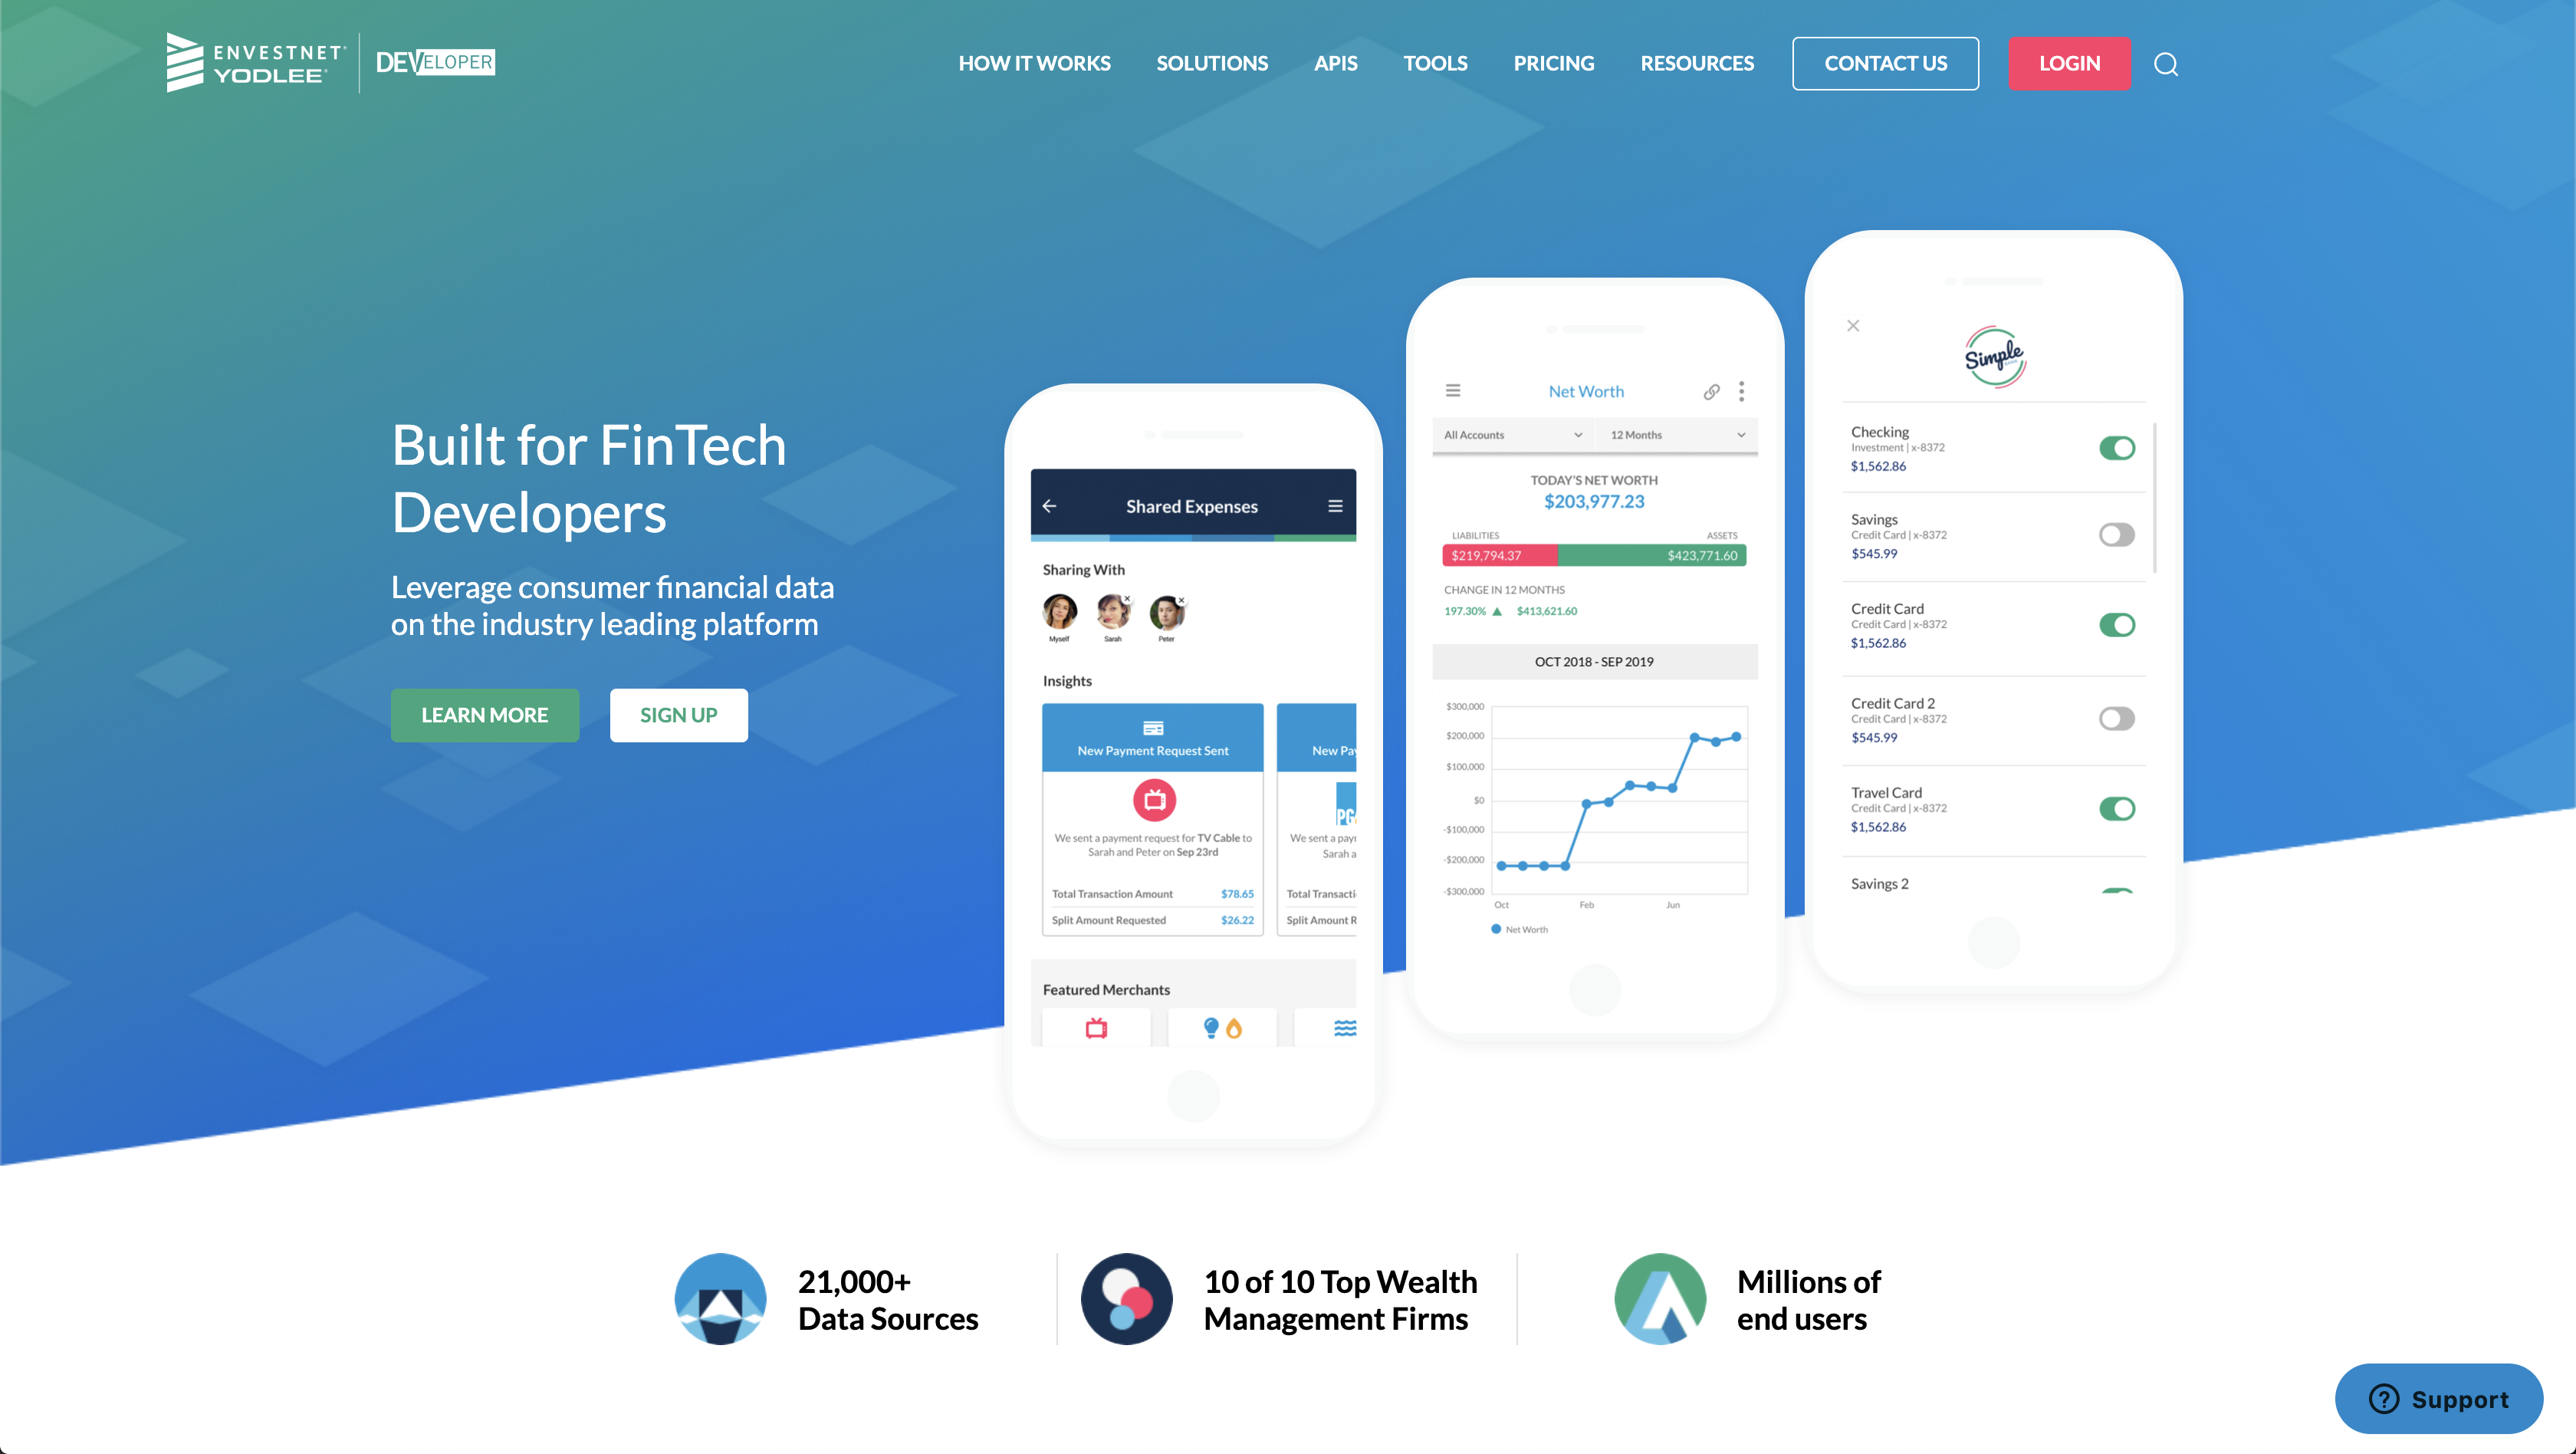 ENVESTNET
YODLEE
DEVELOPER
HOW IT WORKS
SOLUTIONS
APIS
TOOLS
PRICING
RESOURCES
CONTACT US
LOGIN
Built for FinTech
Developers
Leverage consumer financial data
on the industry leading platform
LEARN MORE
SIGN UP
Shared Expenses
Sharing With
Myself
Sarah
Peter
Insights
New Payment Request Sent
We sent a payment request for TV Cable to
Sarah and Peter on Sep 23rd
Total Transaction Amount
$78.65
Split Amount Requested
$26.22
New Pay
PG
We sent a payr
Sarah a
Total Transacti
Split Amount R
Featured Merchants
Net Worth
All Accounts
12 Months
TODAY'S NET WORTH
$203,977.23
LIABILITIES
ASSETS
$219,794.37
$423,771.60
CHANGE IN 12 MONTHS
197.30% ▲ $413,621.60
OCT 2018 - SEP 2019
$300,000
$200,000
$100,000
$0
-$100,000
-$200,000
-$300,000
Oct
Feb
Jun
Net Worth
Simple
Checking
Investment | x-8372
$1,562.86
Savings
Credit Card | x-8372
$545.99
Credit Card
Credit Card | x-8372
$1,562.86
Credit Card 2
Credit Card | x-8372
$545.99
Travel Card
Credit Card | x-8372
$1,562.86
Savings 2
21,000+
Data Sources
10 of 10 Top Wealth
Management Firms
Millions of
end users
Support